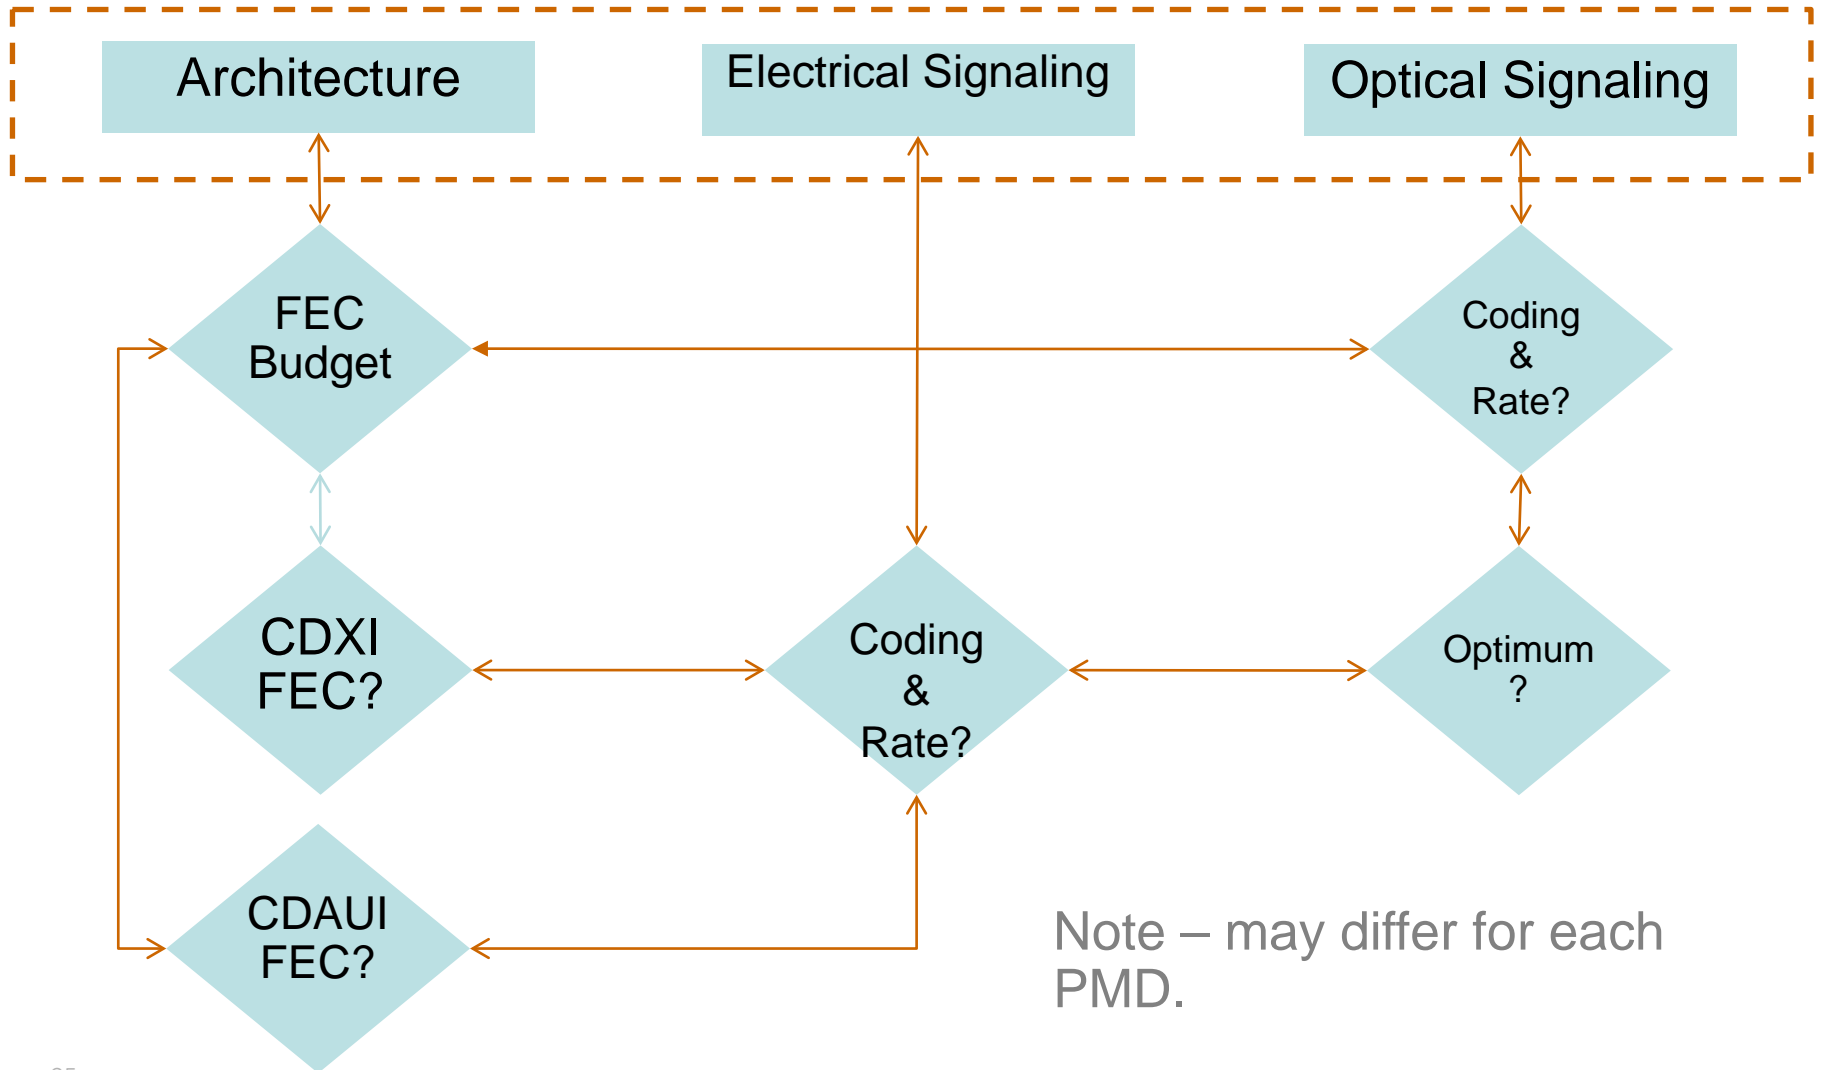 Architecture
Electrical Signaling
Optical Signaling
FEC
Budget
Coding
&
Rate?
CDXI
FEC?
Coding
&
Rate?
Optimum
?
CDAUI
FEC?
Note – may differ for each
PMD.